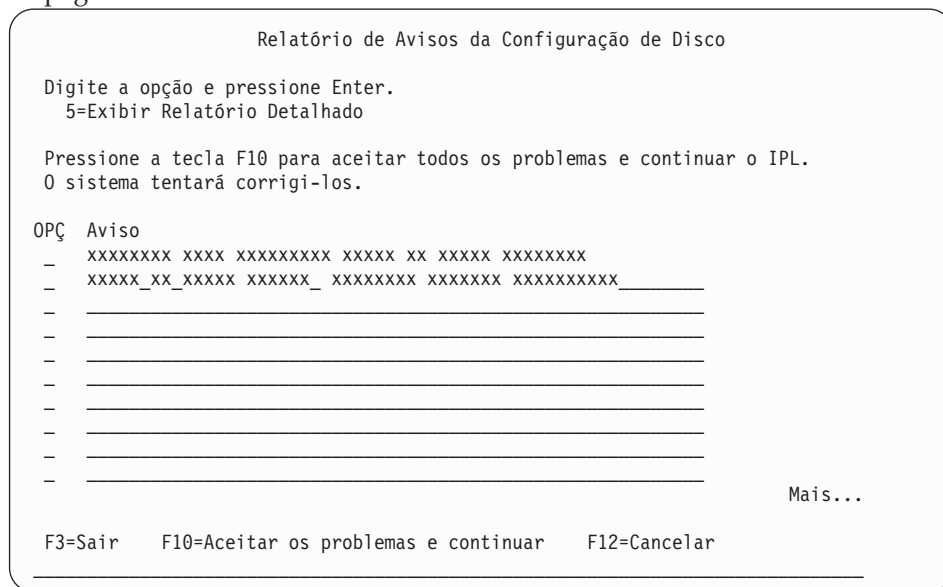 Relatório de Avisos da Configuração de Disco
Digite a opção e pressione Enter.
5=Exibir Relatório Detalhado
Pressione a tecla F10 para aceitar todos os problemas e continuar o IPL.
O sistema tentará corrigi-los.
OPÇ Aviso
_ xxxxxxxx xxxx xxxxxxxxx xxxxx xx xxxxx xxxxxxxx
_ xxxxx_xx_xxxxx xxxxxx_ xxxxxxxx xxxxxxx xxxxxxxxxx________
Mais...
F3=Sair F10=Aceitar os problemas e continuar F12=Cancelar